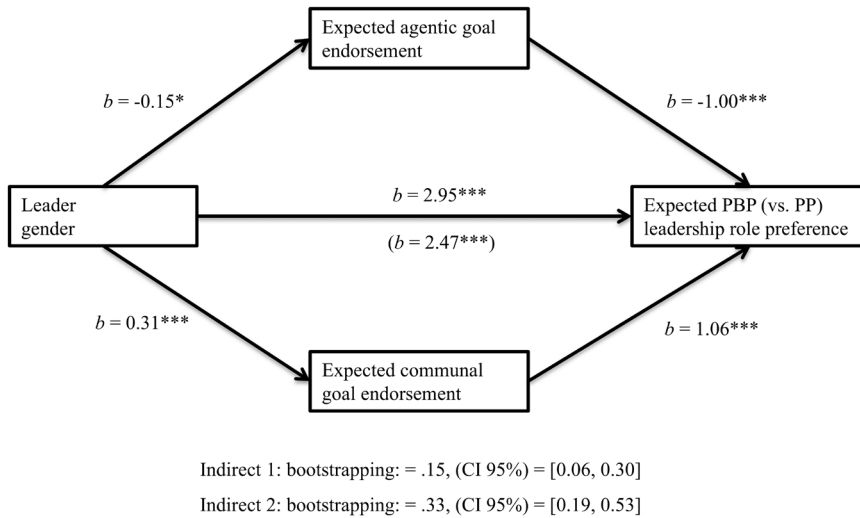 Expected agentic goal
endorsement
b = -0.15*
b = -1.00***
Leader
gender
b = 2.95***
(b = 2.47***)
Expected PBP (vs. PP)
leadership role preference
b = 0.31***
b = 1.06***
Expected communal
goal endorsement
Indirect 1: bootstrapping: = .15, (CI 95%) = [0.06, 0.30]
Indirect 2: bootstrapping: = .33, (CI 95%) = [0.19, 0.53]